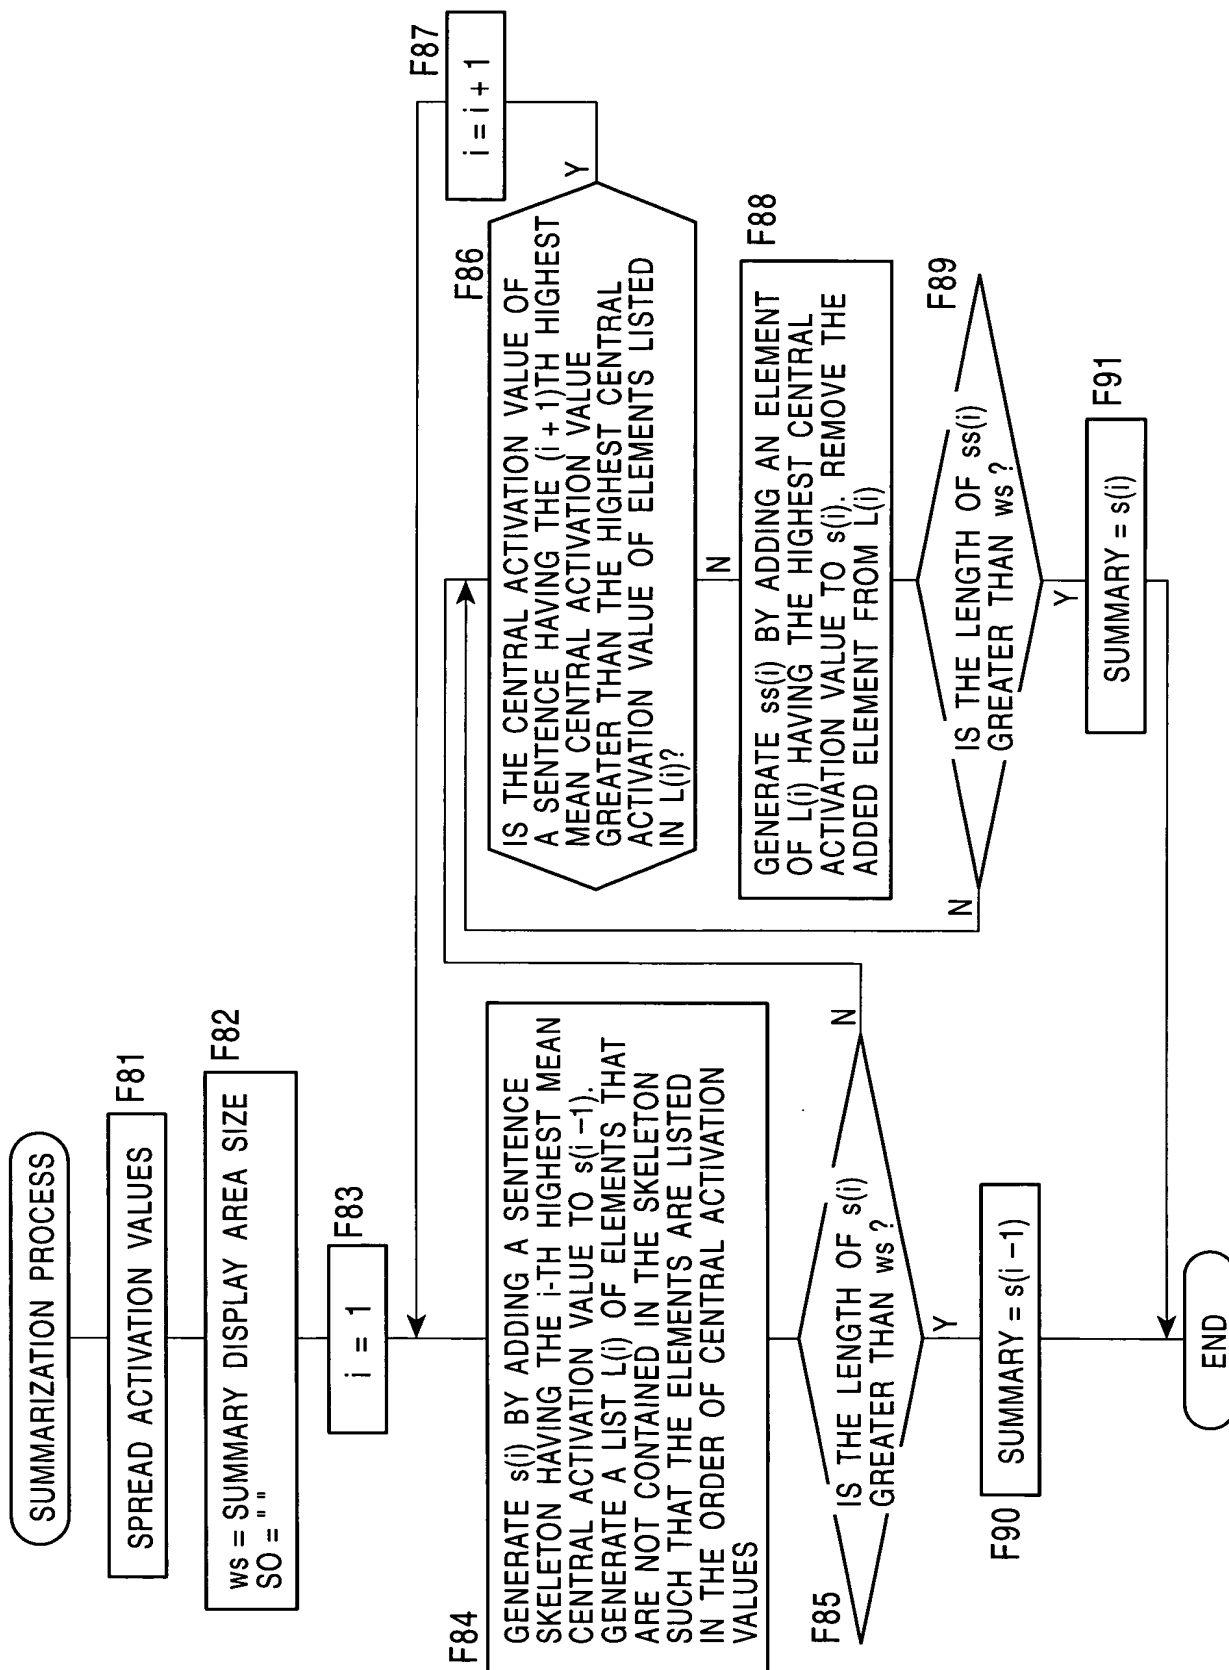 SUMMARIZATION PROCESS
F81
SPREAD ACTIVATION VALUES
F82
ws = SUMMARY DISPLAY AREA SIZE
SO = " "
F83
i = 1
F84
GENERATE s(i) BY ADDING A SENTENCE
SKELETON HAVING THE i-TH HIGHEST MEAN
CENTRAL ACTIVATION VALUE TO s(i −1).
GENERATE A LIST L(i) OF ELEMENTS THAT
ARE NOT CONTAINED IN THE SKELETON
SUCH THAT THE ELEMENTS ARE LISTED
IN THE ORDER OF CENTRAL ACTIVATION
VALUES
F85
IS THE LENGTH OF s(i)
GREATER THAN ws ?
N
Y
F90
SUMMARY = s(i −1)
END
F87
i = i + 1
F86
IS THE CENTRAL ACTIVATION VALUE OF
A SENTENCE HAVING THE (i + 1)TH HIGHEST
MEAN CENTRAL ACTIVATION VALUE
GREATER THAN THE HIGHEST CENTRAL
ACTIVATION VALUE OF ELEMENTS LISTED
IN L(i)?
Y
N
F88
GENERATE ss(i) BY ADDING AN ELEMENT
OF L(i) HAVING THE HIGHEST CENTRAL
ACTIVATION VALUE TO s(i). REMOVE THE
ADDED ELEMENT FROM L(i)
F89
IS THE LENGTH OF ss(i)
GREATER THAN ws ?
N
Y
F91
SUMMARY = s(i)